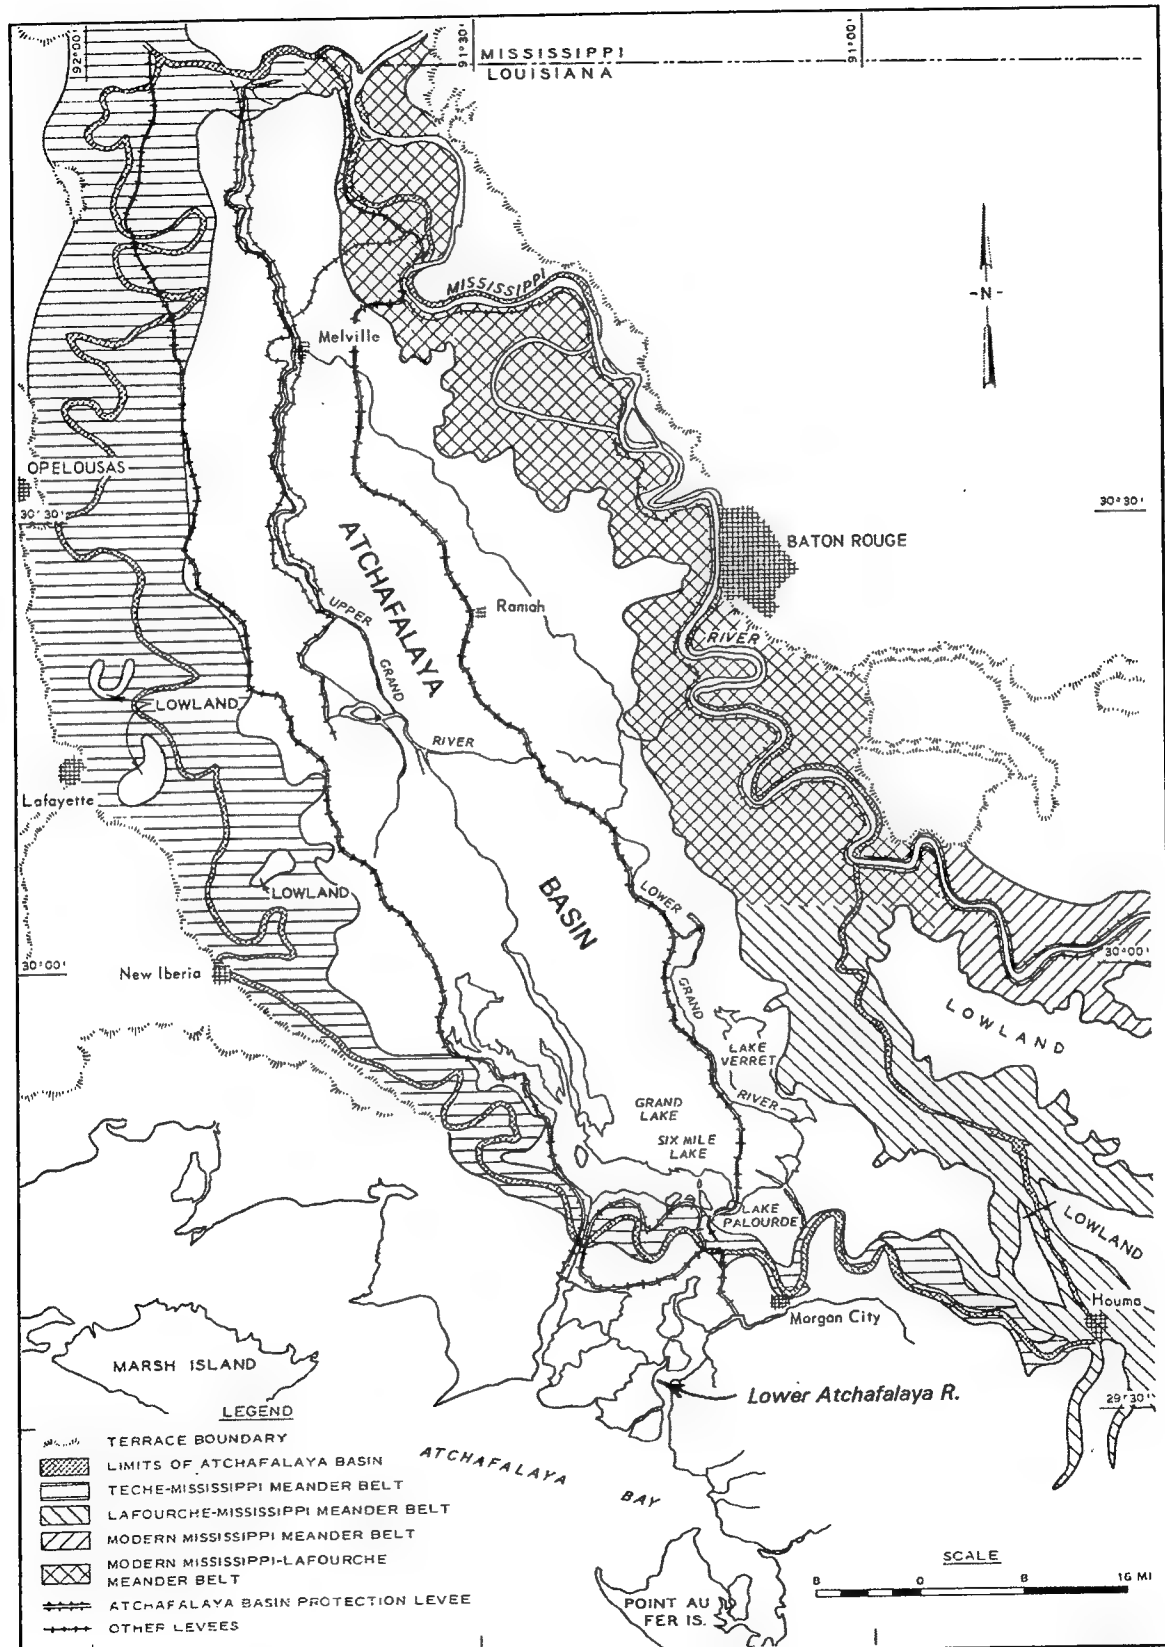 92°00'
91°30'
91°00'
MISSISSIPPI
LOUISIANA
MISSISSIPPI
-N-
Melville
OPELOUSAS
30°30'
30°30'
BATON ROUGE
ATCHAFALAYA
Ramah
UPPER
RIVER
GRAND
LOWLAND
RIVER
Lafayette
BASIN
LOWER
LOWLAND
30°00'
New Iberia
30°00'
GRAND
LOWLAND
LAKE
VERRET
GRAND
LAKE
RIVER
SIX MILE
LAKE
LAKE
PALOURDE
LOWLAND
Houma
Morgan City
MARSH ISLAND
Lower Atchafalaya R.
29°30'
ATCHAFALAYA
BAY
LEGEND
TERRACE BOUNDARY
LIMITS OF ATCHAFALAYA BASIN
TECHE-MISSISSIPPI MEANDER BELT
LAFOURCHE-MISSISSIPPI MEANDER BELT
MODERN MISSISSIPPI MEANDER BELT
MODERN MISSISSIPPI-LAFOURCHE
MEANDER BELT
ATCHAFALAYA BASIN PROTECTION LEVEE
OTHER LEVEES
POINT AU
FER IS.
SCALE
8 0 8 16 MI